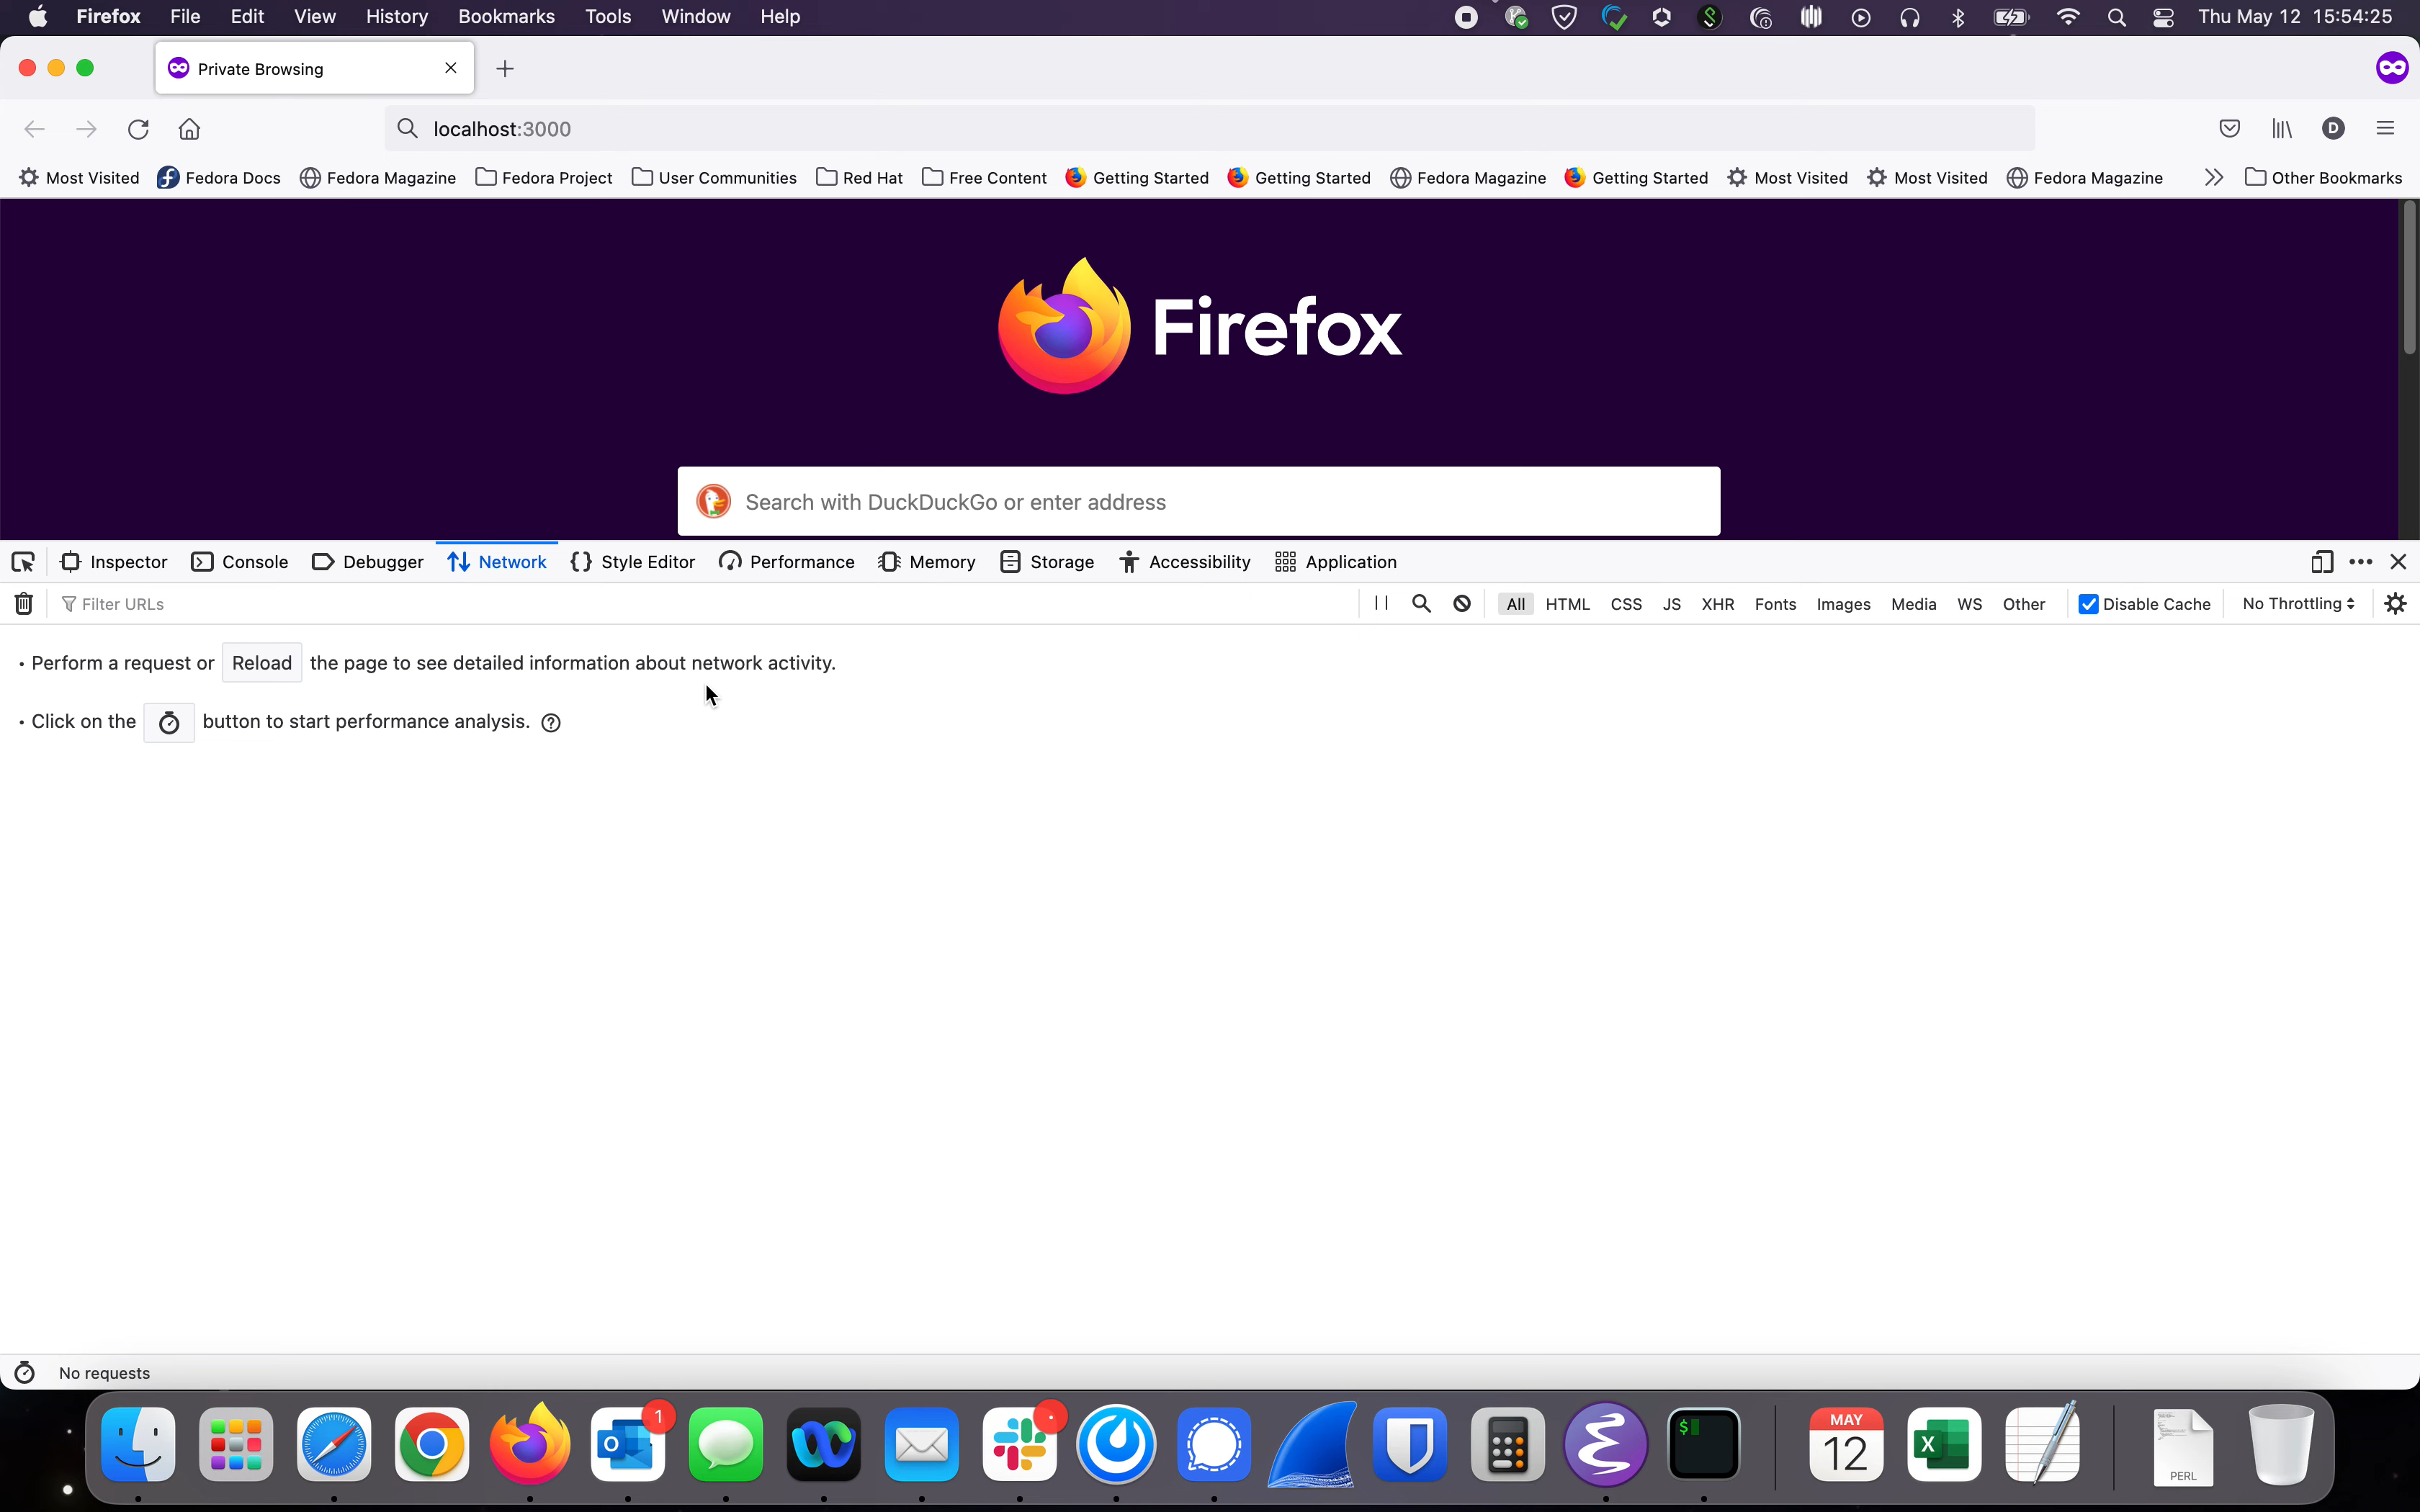 Firefox File Edit View History Bookmarks Tools Window Help Thu May 12 15:54:25
Private Browsing
localhost:3000 D
Most Visited Fedora Docs Fedora Magazine Fedora Project User Communities Red Hat Free Content Getting Started Getting Started Fedora Magazine Getting Started Most Visited Most Visited Fedora Magazine Other Bookmarks
Firefox
Search with DuckDuckGo or enter address
Inspector Console Debugger Network Style Editor Performance Memory Storage Accessibility Application
Filter URLs All HTML CSS JS XHR Fonts Images Media WS Other Disable Cache No Throttling
• Perform a request or Reload the page to see detailed information about network activity.
• Click on the button to start performance analysis.
No requests
1
MAY
12
PERL